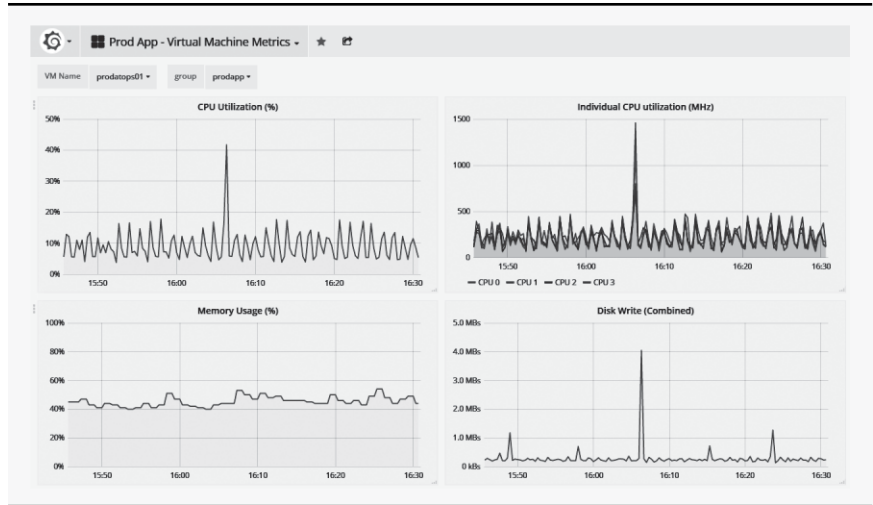 Prod App - Virtual Machine Metrics
VM Name prodatops01 group prodapp
CPU Utilization (%)
50%
40%
30%
20%
10%
0%
15:50 16:00 16:10 16:20 16:30
Individual CPU utilization (MHz)
1500
1000
500
0
15:50 16:00 16:10 16:20 16:30
CPU 0 CPU 1 CPU 2 CPU 3
Memory Usage (%)
100%
80%
60%
40%
20%
0%
15:50 16:00 16:10 16:20 16:30
Disk Write (Combined)
5.0 MBs
4.0 MBs
3.0 MBs
2.0 MBs
1.0 MBs
0 kBs
15:50 16:00 16:10 16:20 16:30